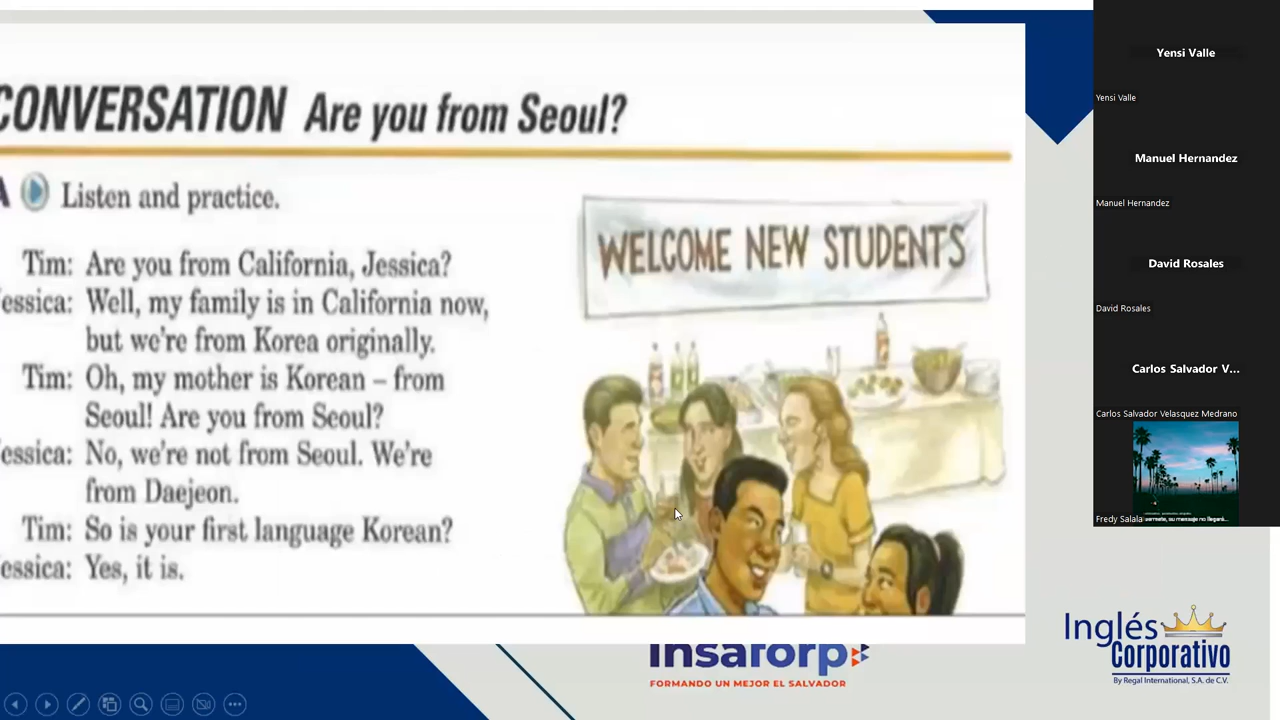 CONVERSATION Are you from Seoul?
A Listen and practice.
Tim: Are you from California, Jessica?
essica: Well, my family is in California now,
but we're from Korea originally.
Tim: Oh, my mother is Korean – from
Seoul! Are you from Seoul?
essica: No, we're not from Seoul. We're
from Daejeon.
Tim: So is your first language Korean?
essica: Yes, it is.
WELCOME NEW STUDENTS
Yensi Valle
Yensi Valle
Manuel Hernandez
Manuel Hernandez
David Rosales
David Rosales
Carlos Salvador V...
Carlos Salvador Velasquez Medrano
Fredy Salala
su mensaje no llegará...
insaforp
FORMANDO UN MEJOR EL SALVADOR
Inglés
Corporativo
By Regal International, S.A. de C.V.